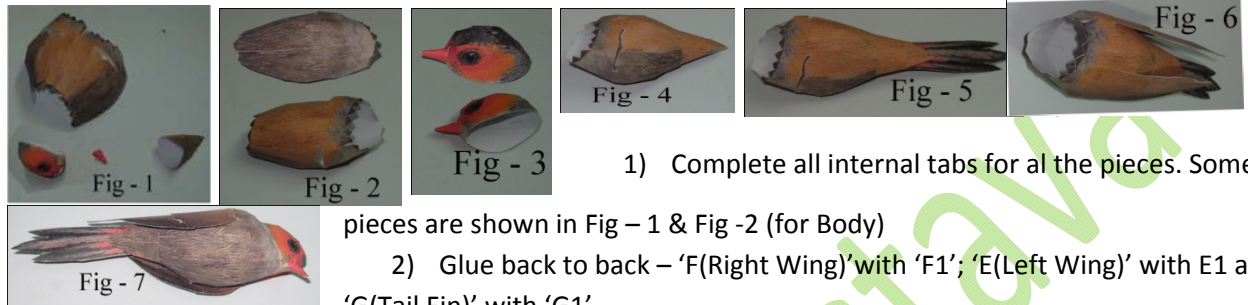 Fig - 1
Fig - 2
Fig - 3
Fig - 4
Fig - 5
Fig - 6
1) Complete all internal tabs for al the pieces. Some
pieces are shown in Fig – 1 & Fig -2 (for Body)
Fig - 7
2) Glue back to back – ‘F(Right Wing)’with ‘F1’; ‘E(Left Wing)’ with E1 a
‘G(Tail Fin)’ with ‘G1’